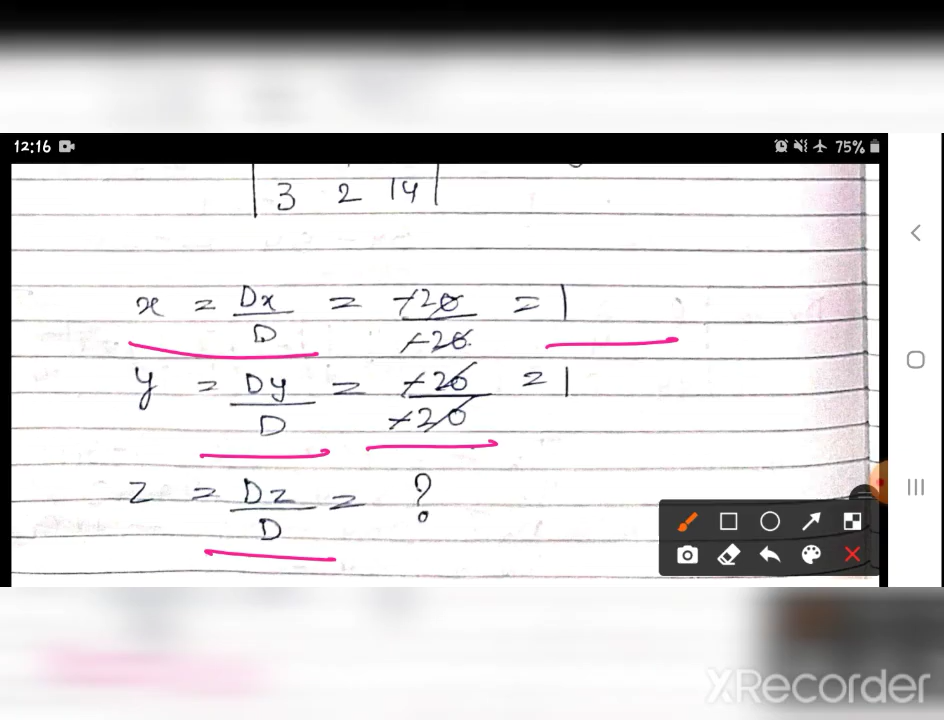 12:16 75%
3 2 14
x = Dx/D = -20/-20 = 1
y = Dy/D = -20/-20 = 1
z = Dz/D = ?
XRecorder